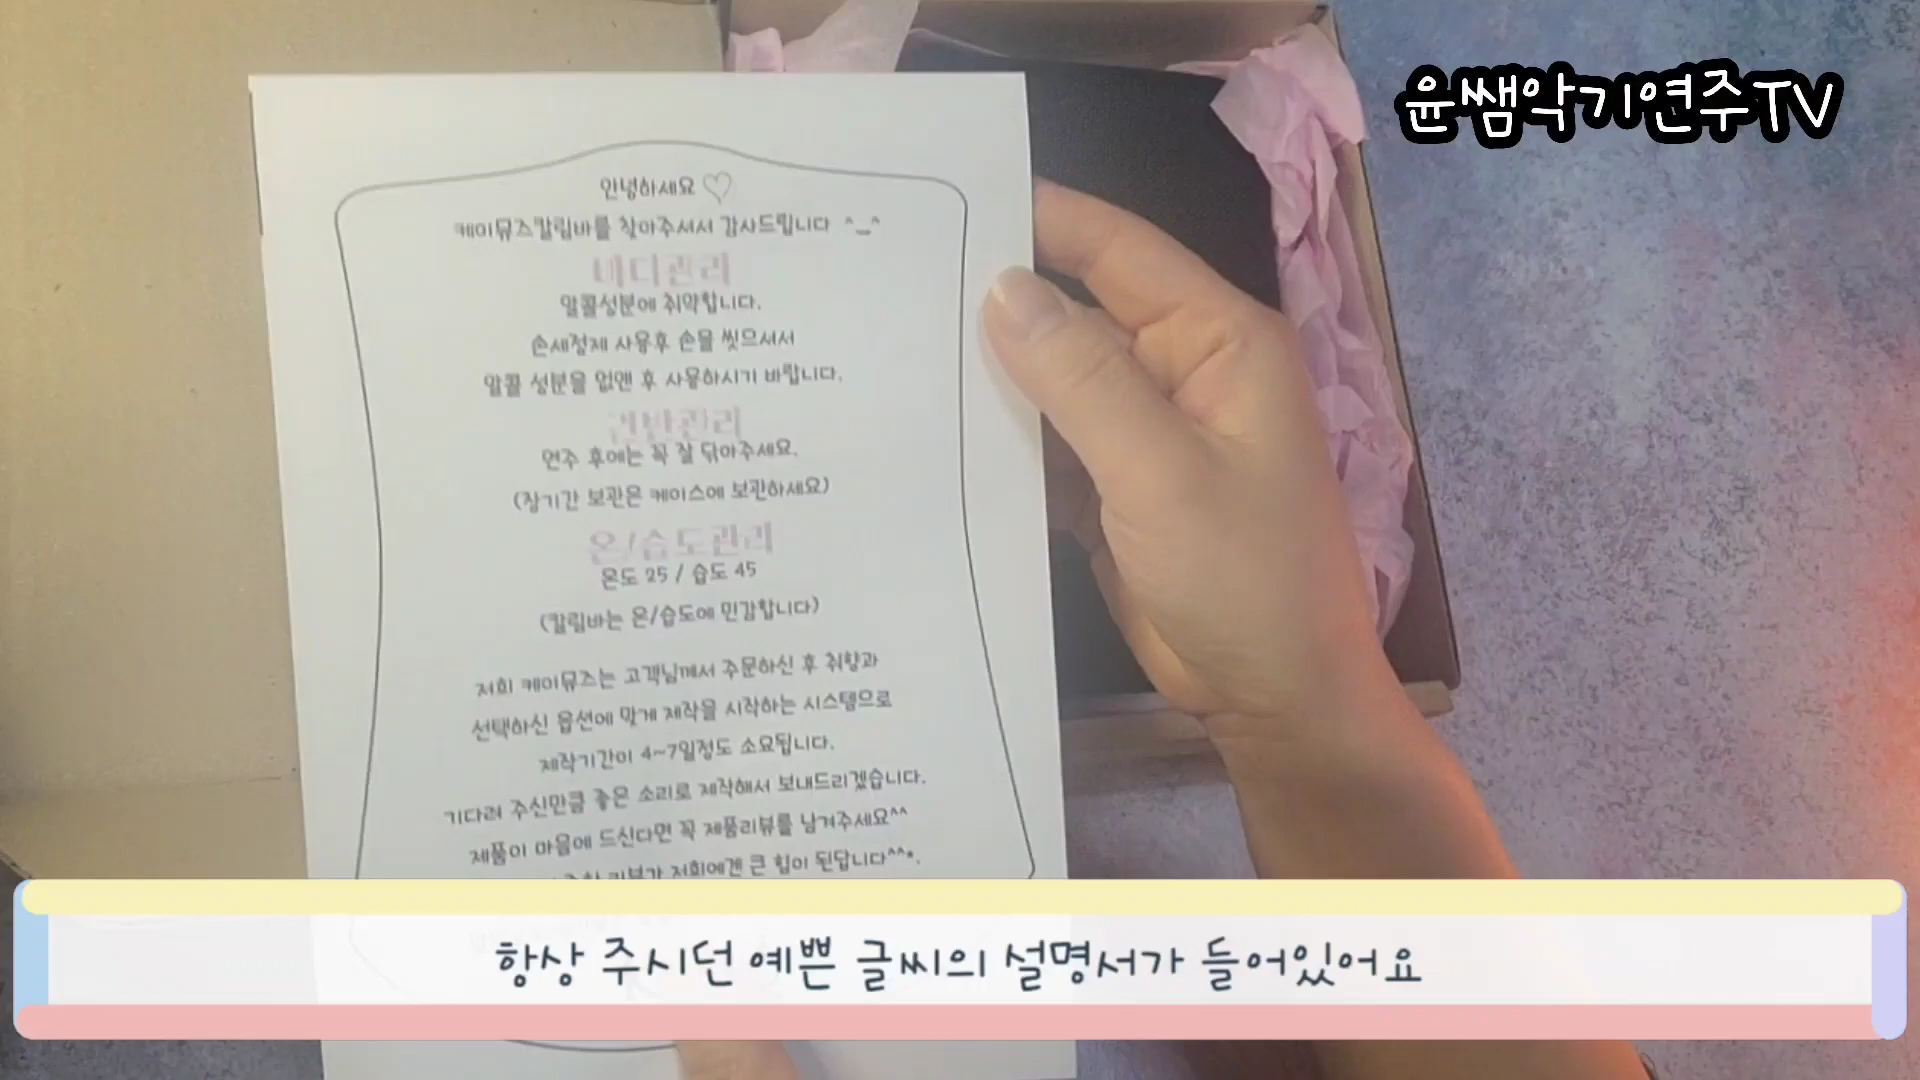 윤쌤악기연주TV
안녕하세요 ♡
케이뮤즈칼림바를 찾아주셔서 감사드립니다 ^_^
바디관리
알콜성분에 취약합니다.
손세정제 사용후 손을 씻으셔서
알콜 성분을 없앤 후 사용하시기 바랍니다.
건반관리
연주 후에는 꼭 잘 닦아주세요.
(장기간 보관은 케이스에 보관하세요)
온/습도관리
온도 25 / 습도 45
(칼림바는 온/습도에 민감합니다)
저희 케이뮤즈는 고객님께서 주문하신 후 취향과
선택하신 옵션에 맞게 제작을 시작하는 시스템으로
제작기간이 4~7일정도 소요됩니다.
기다려 주신만큼 좋은 소리로 제작해서 보내드리겠습니다.
제품이 마음에 드신다면 꼭 제품리뷰를 남겨주세요^^
리뷰가 저희에겐 큰 힘이 된답니다^^*.
항상 주시던 예쁜 글씨의 설명서가 들어있어요